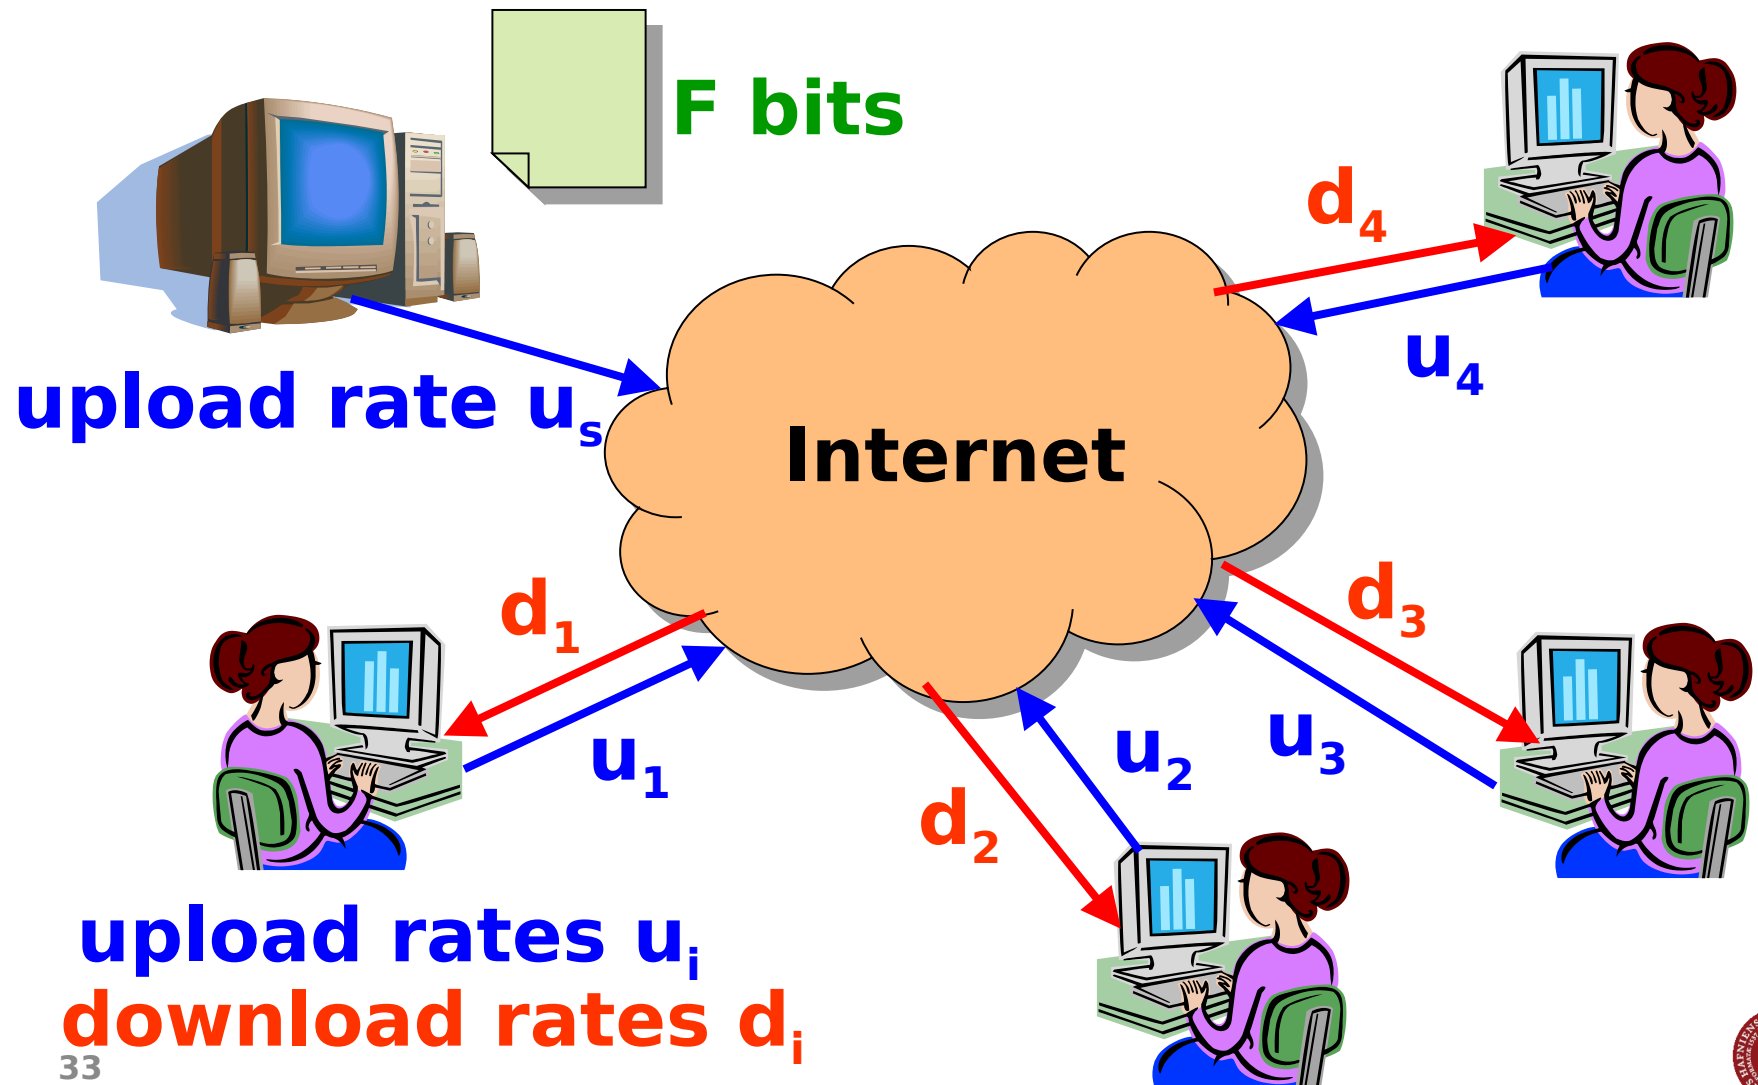 F bits
d4
u4
upload rate us
Internet
d1
d3
u1
u2
u3
d2
upload rates ui
download rates di
33